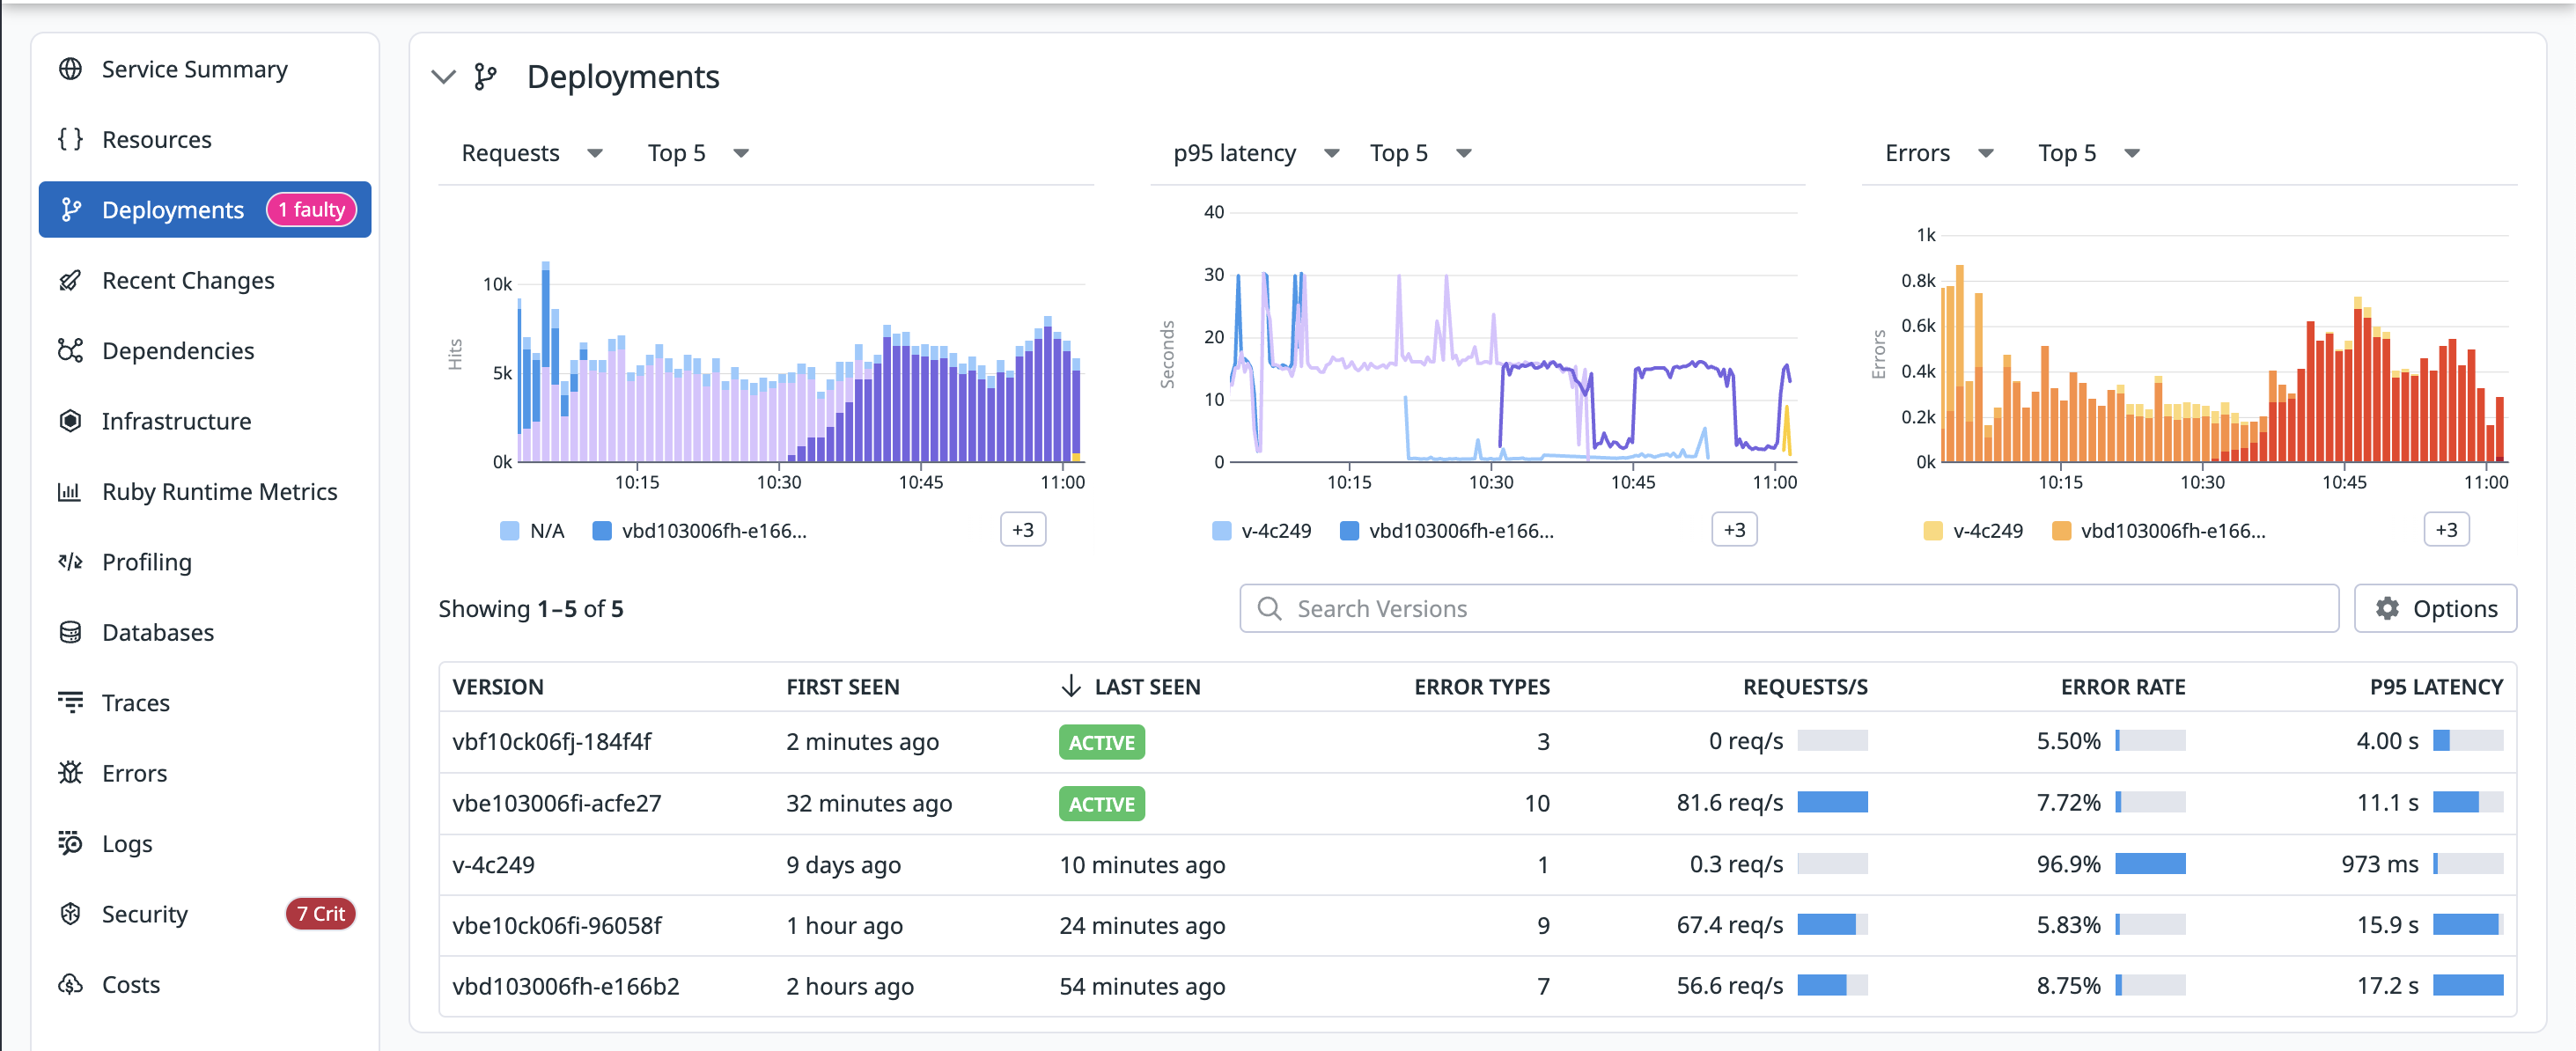 Service Summary
Resources
Deployments 1 faulty
Recent Changes
Dependencies
Infrastructure
Ruby Runtime Metrics
Profiling
Databases
Traces
Errors
Logs
Security 7 Crit
Costs
Deployments
Requests Top 5
10k
5k
0k
Hits
10:15 10:30 10:45 11:00
N/A vbd103006fh-e166... +3
p95 latency Top 5
40
30
20
10
0
Seconds
10:15 10:30 10:45 11:00
v-4c249 vbd103006fh-e166... +3
Errors Top 5
1k
0.8k
0.6k
0.4k
0.2k
0k
Errors
10:15 10:30 10:45 11:00
v-4c249 vbd103006fh-e166... +3
Showing 1–5 of 5 Search Versions Options
VERSION FIRST SEEN LAST SEEN ERROR TYPES REQUESTS/S ERROR RATE P95 LATENCY
vbf10ck06fj-184f4f 2 minutes ago ACTIVE 3 0 req/s 5.50% 4.00 s
vbe103006fi-acfe27 32 minutes ago ACTIVE 10 81.6 req/s 7.72% 11.1 s
v-4c249 9 days ago 10 minutes ago 1 0.3 req/s 96.9% 973 ms
vbe10ck06fi-96058f 1 hour ago 24 minutes ago 9 67.4 req/s 5.83% 15.9 s
vbd103006fh-e166b2 2 hours ago 54 minutes ago 7 56.6 req/s 8.75% 17.2 s